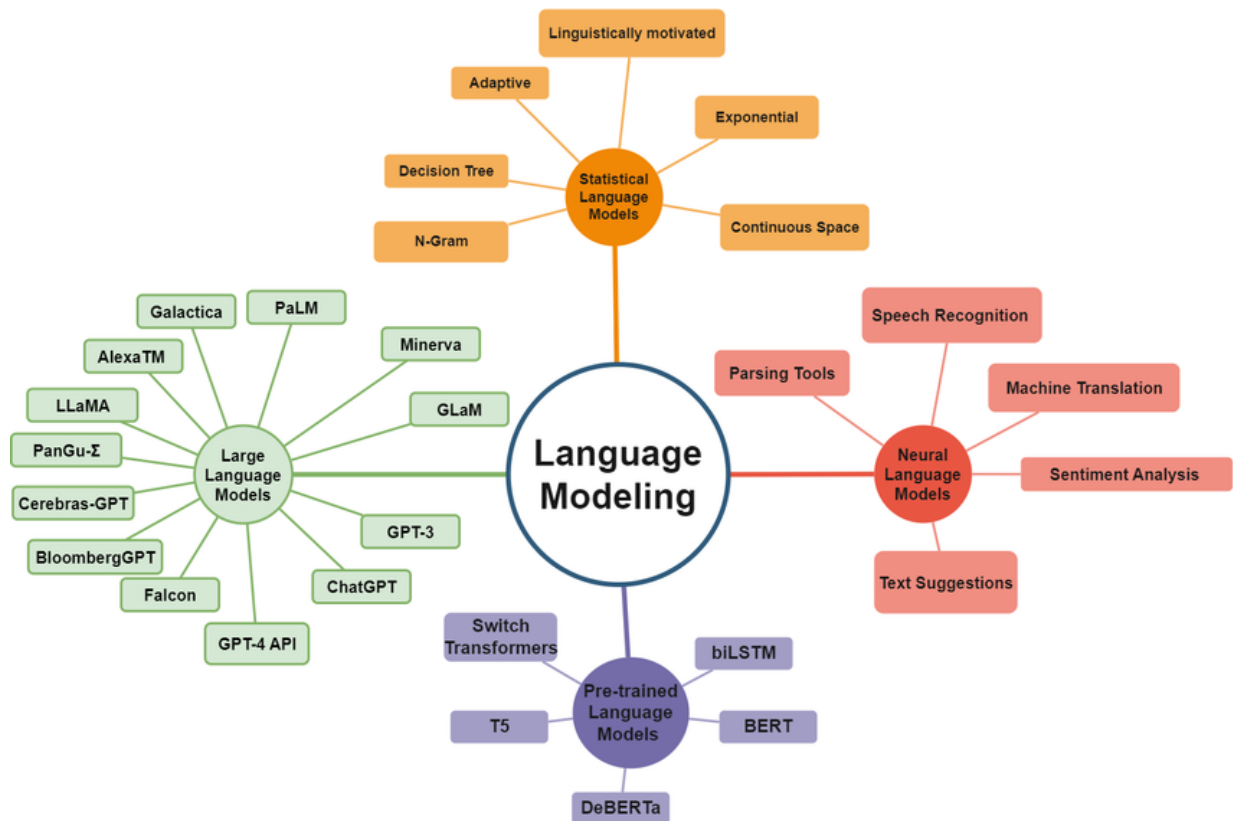 Linguistically motivated
Adaptive
Exponential
Decision Tree
Statistical
Language
Models
N-Gram
Continuous Space
Galactica
PaLM
Minerva
AlexaTM
LLaMA
GLaM
PanGu-Σ
Large
Language
Models
Cerebras-GPT
GPT-3
BloombergGPT
ChatGPT
Falcon
GPT-4 API
Language
Modeling
Speech Recognition
Parsing Tools
Machine Translation
Neural
Language
Models
Sentiment Analysis
Text Suggestions
Switch
Transformers
biLSTM
Pre-trained
Language
Models
T5
BERT
DeBERTa